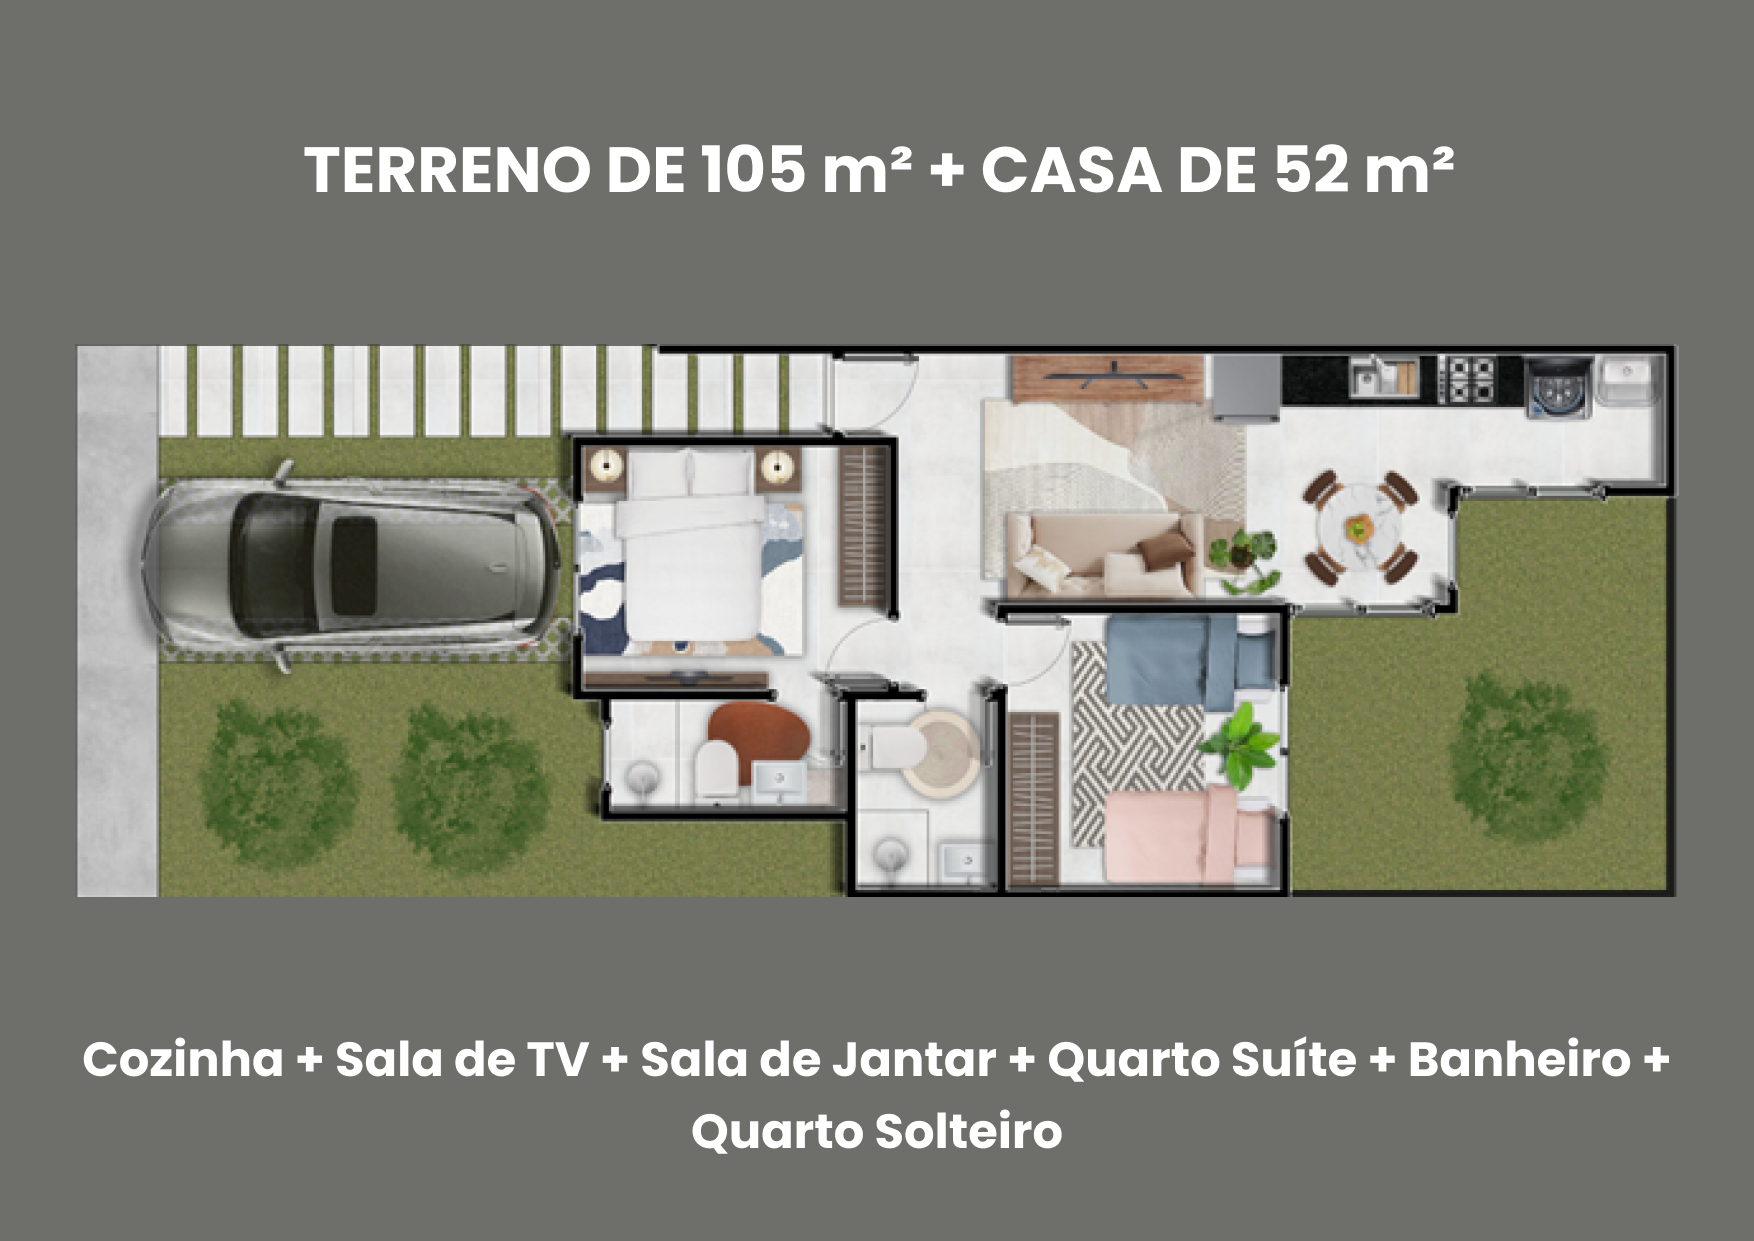 TERRENO DE 105 m² + CASA DE 52 m²
Cozinha + Sala de TV + Sala de Jantar + Quarto Suíte + Banheiro +
Quarto Solteiro